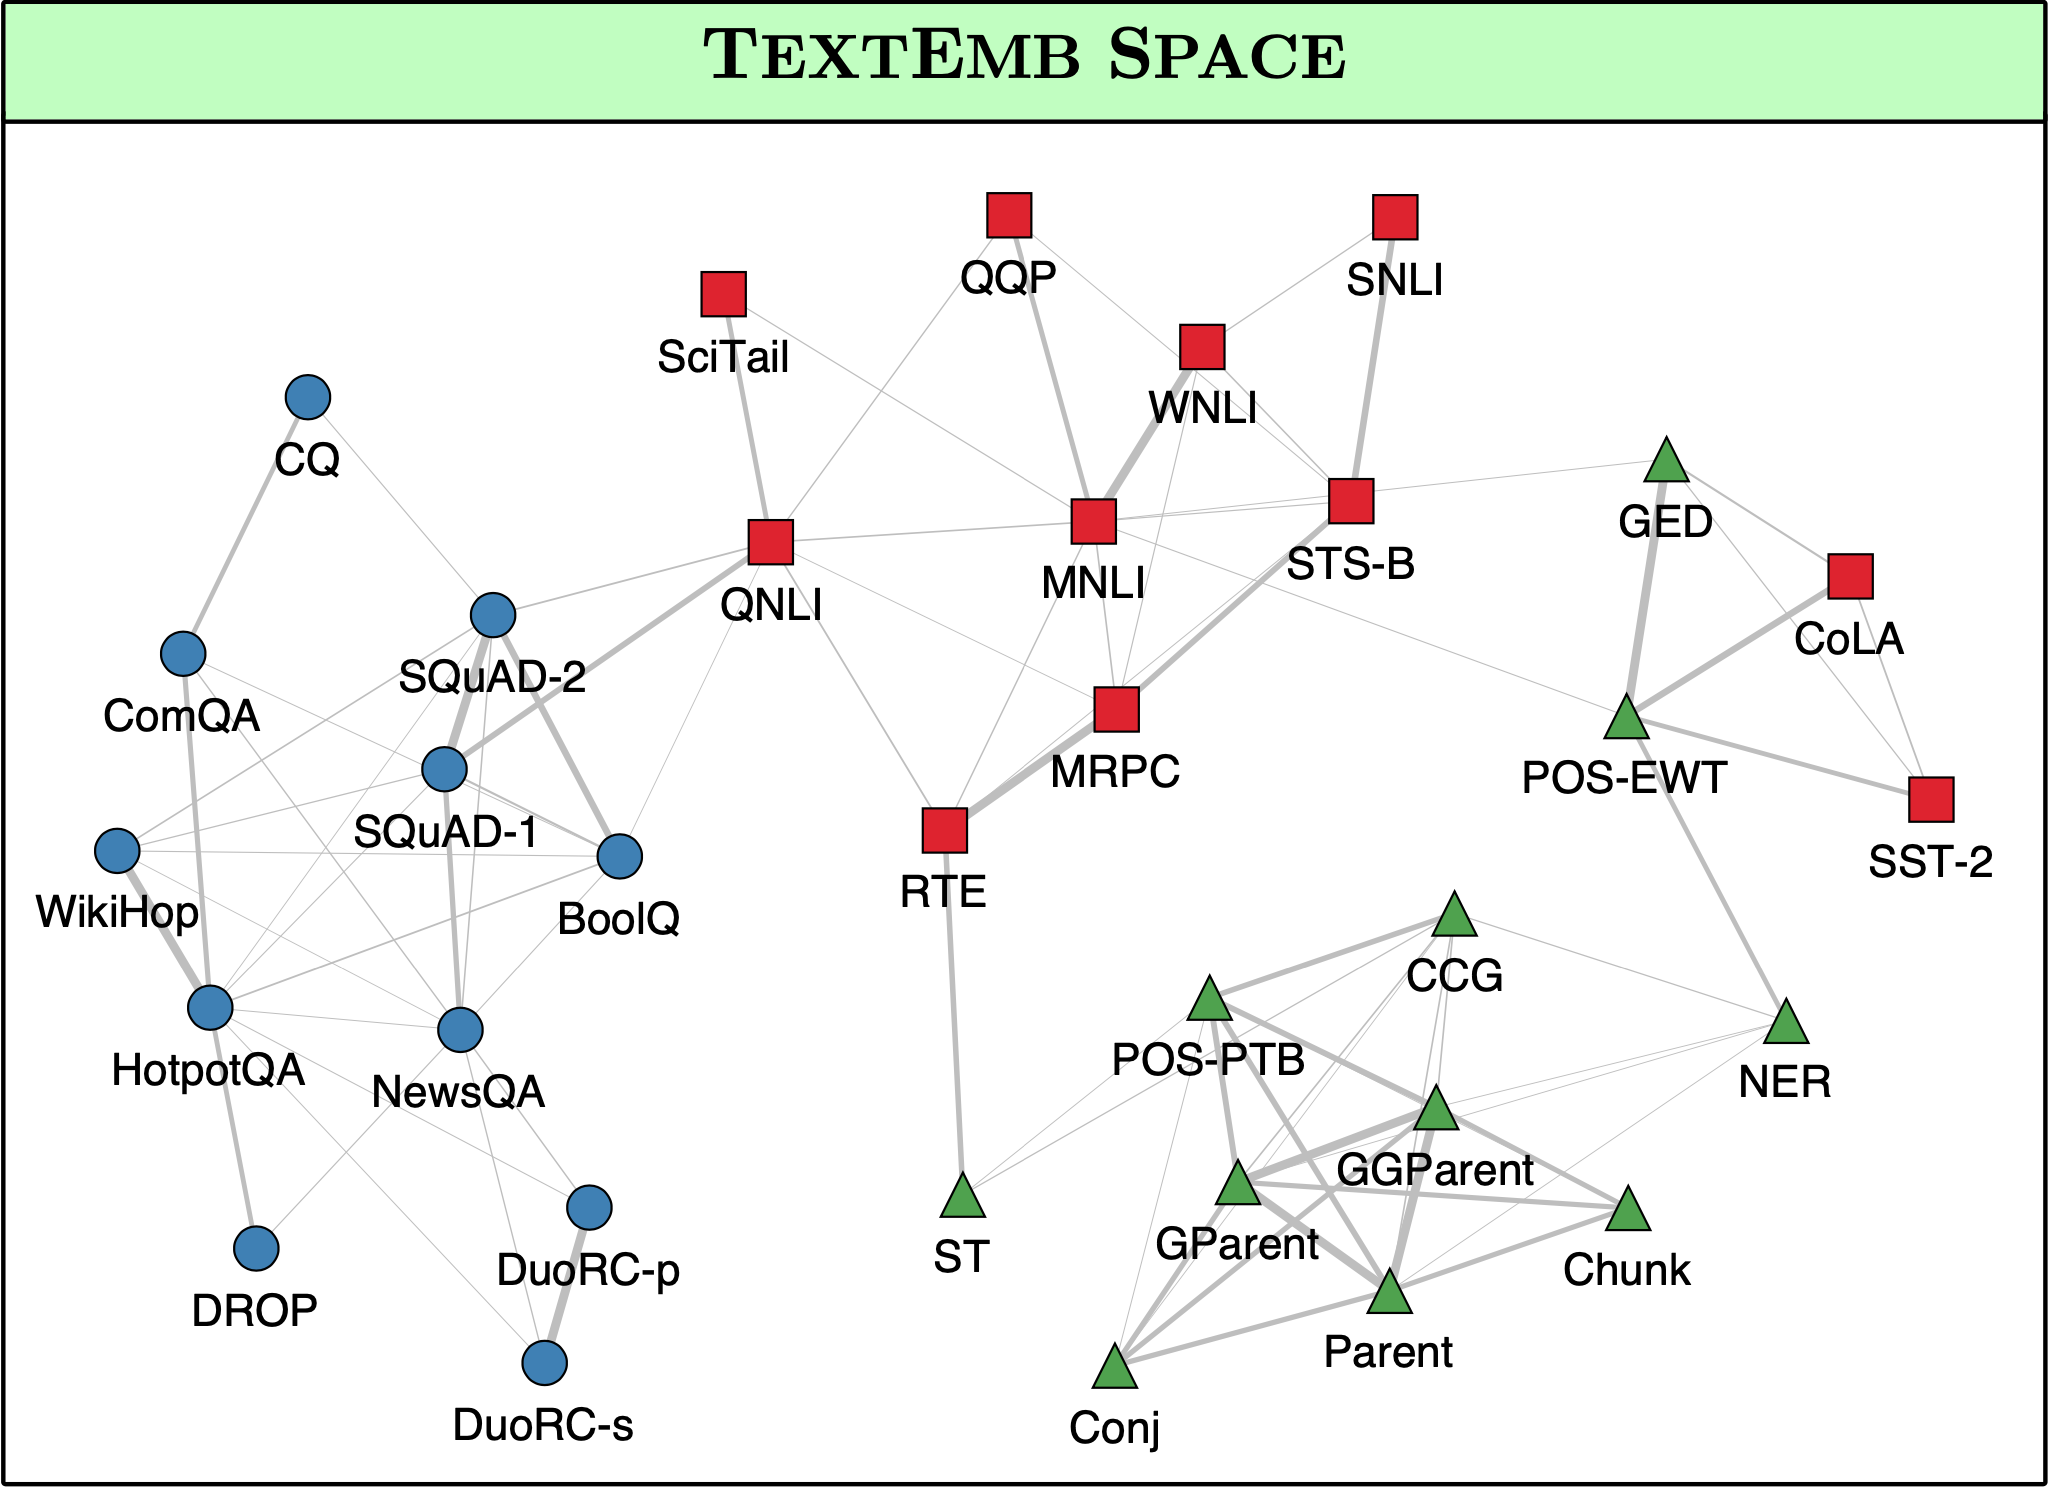 TEXTEMB SPACE
QQP
SNLI
SciTail
WNLI
CQ
GED
STS-B
MNLI
QNLI
CoLA
SQuAD-2
ComQA
MRPC
POS-EWT
SQuAD-1
SST-2
RTE
WikiHop
BoolQ
CCG
POS-PTB
HotpotQA
NewsQA
NER
GGParent
GParent
ST
DuoRC-p
Chunk
DROP
Parent
DuoRC-s
Conj